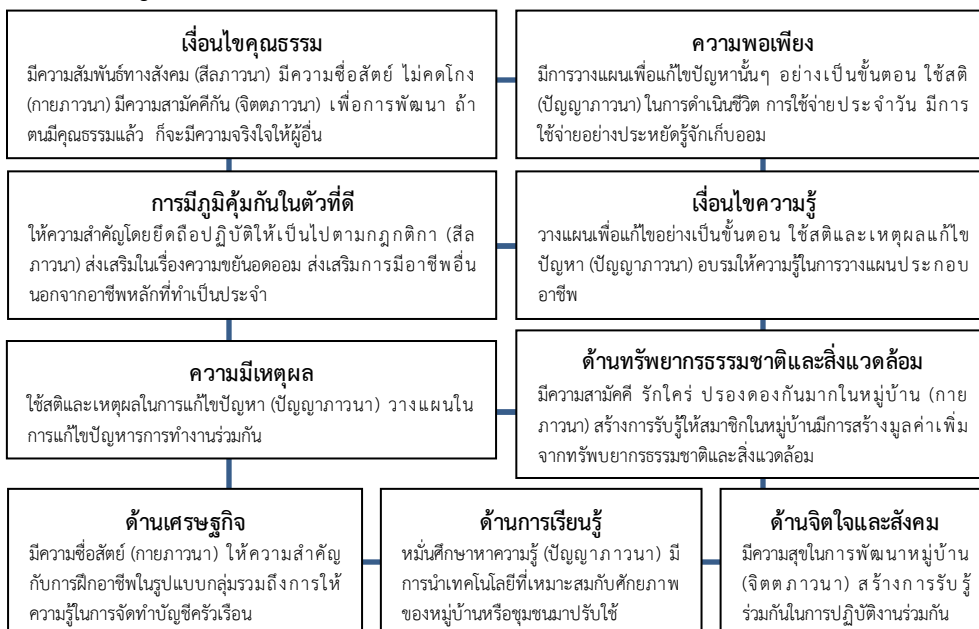 เงื่อนไขคุณธรรม
มีความสัมพันธ์ทางสังคม (สีลภาวนา) มีความซื่อสัตย์ ไม่คดโกง
(กายภาวนา) มีความสามัคคีกัน (จิตตภาวนา) เพื่อการพัฒนา ถ้า
ตนมีคุณธรรมแล้ว ก็จะมีความจริงใจให้ผู้อื่น
ความพอเพียง
มีการวางแผนเพื่อแก้ไขปัญหานั้นๆ อย่างเป็นขั้นตอน ใช้สติ
(ปัญญาภาวนา) ในการดำเนินชีวิต การใช้จ่ายประจำวัน มีการ
ใช้จ่ายอย่างประหยัดรู้จักเก็บออม
การมีภูมิคุ้มกันในตัวที่ดี
ให้ความสำคัญโดยยึดถือปฏิบัติให้เป็นไปตามกฎกติกา (สีล
ภาวนา) ส่งเสริมในเรื่องความขยันอดออม ส่งเสริมการมีอาชีพอื่น
นอกจากอาชีพหลักที่ทำเป็นประจำ
เงื่อนไขความรู้
วางแผนเพื่อแก้ไขอย่างเป็นขั้นตอน ใช้สติและเหตุผลแก้ไข
ปัญหา (ปัญญาภาวนา) อบรมให้ความรู้ในการวางแผนประกอบ
อาชีพ
ความมีเหตุผล
ใช้สติและเหตุผลในการแก้ไขปัญหา (ปัญญาภาวนา) วางแผนใน
การแก้ไขปัญหารการทำงานร่วมกัน
ด้านทรัพยากรธรรมชาติและสิ่งแวดล้อม
มีความสามัคคี รักใคร่ ปรองดองกันมากในหมู่บ้าน (กาย
ภาวนา) สร้างการรับรู้ให้สมาชิกในหมู่บ้านมีการสร้างมูลค่าเพิ่ม
จากทรัพบยากรธรรมชาติและสิ่งแวดล้อม
ด้านเศรษฐกิจ
มีความซื่อสัตย์ (กายภาวนา) ให้ความสำคัญ
กับการฝึกอาชีพในรูปแบบกลุ่มรวมถึงการให้
ความรู้ในการจัดทำบัญชีครัวเรือน
ด้านการเรียนรู้
หมั่นศึกษาหาความรู้ (ปัญญาภาวนา) มี
การนำเทคโนโลยีที่เหมาะสมกับศักยภาพ
ของหมู่บ้านหรือชุมชนมาปรับใช้
ด้านจิตใจและสังคม
มีความสุขในการพัฒนาหมู่บ้าน
(จิตตภาวนา) สร้างการรับรู้
ร่วมกันในการปฏิบัติงานร่วมกัน